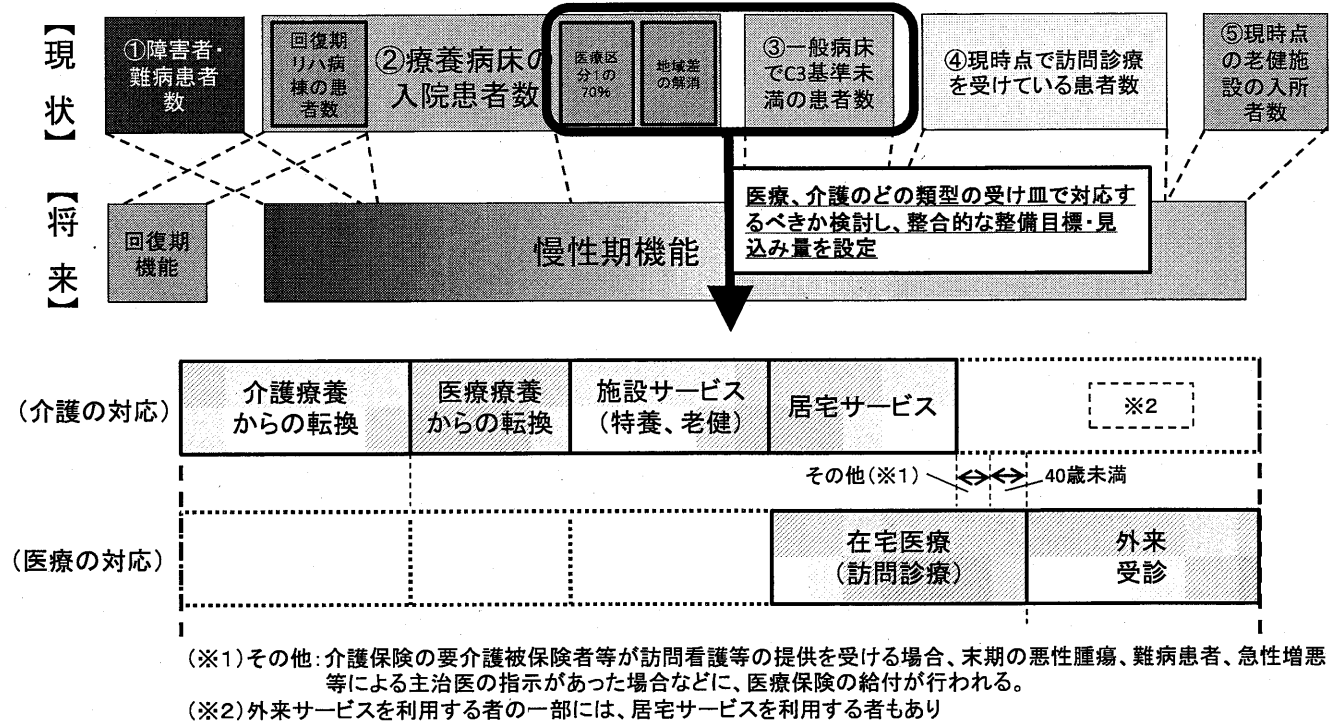 【現状】
①障害者・
難病患者
数
回復期
リハ病
棟の患
者数
②療養病床の
入院患者数
医療区
分1の
70%
地域差
の解消
③一般病床
でC3基準未
満の患者数
④現時点で訪問診療
を受けている患者数
⑤現時点
の老健施
設の入所
者数
【将来】
回復期
機能
慢性期機能
医療、介護のどの類型の受け皿で対応す
るべきか検討し、整合的な整備目標・見
込み量を設定
(介護の対応)
介護療養
からの転換
医療療養
からの転換
施設サービス
(特養、老健)
居宅サービス
※2
その他(※1)
40歳未満
(医療の対応)
在宅医療
(訪問診療)
外来
受診
(※1)その他:介護保険の要介護被保険者等が訪問看護等の提供を受ける場合、末期の悪性腫瘍、難病患者、急性増悪
等による主治医の指示があった場合などに、医療保険の給付が行われる。
(※2)外来サービスを利用する者の一部には、居宅サービスを利用する者もあり